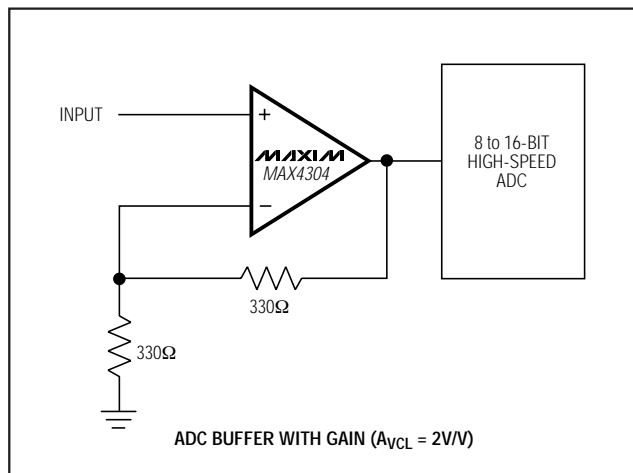 INPUT
+
MAXIM
MAX4304
−
8 to 16-BIT
HIGH-SPEED
ADC
330Ω
330Ω
ADC BUFFER WITH GAIN (AVCL = 2V/V)